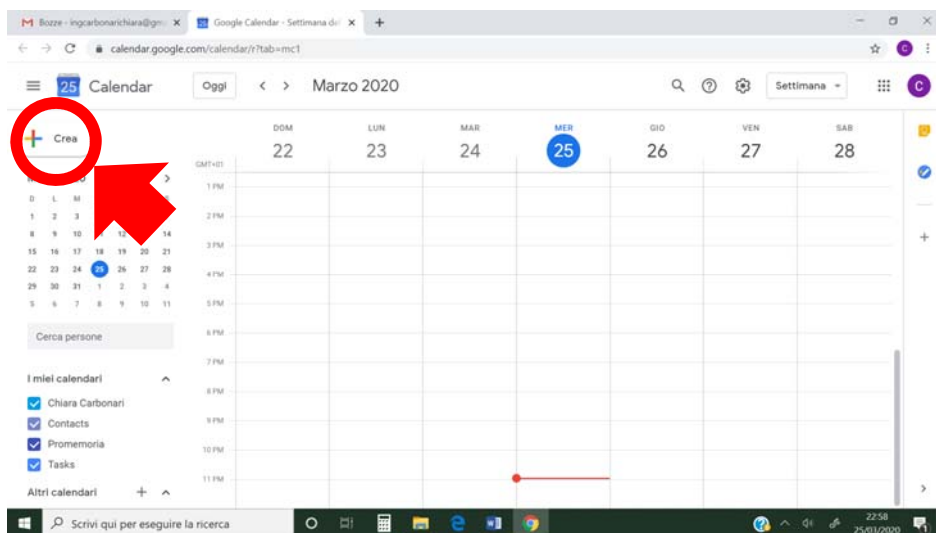 Bozze - ingcarbonarichiara@gm
Google Calendar - Settimana del
calendar.google.com/calendar/r?tab=mc1
C
25 Calendar
Oggi
Marzo 2020
Settimana
C
Crea
DOM LUN MAR MER GIO VEN SAB
22 23 24 25 26 27 28
GMT+01
1 PM
2 PM
3 PM
4 PM
5 PM
6 PM
7 PM
8 PM
9 PM
10 PM
11 PM
D L M
1 2 3
8 9 10 11 12 14
15 16 17 18 19 20 21
22 23 24 25 26 27 28
29 30 31 1 2 3 4
5 6 7 8 9 10 11
Cerca persone
I miei calendari
Chiara Carbonari
Contacts
Promemoria
Tasks
Altri calendari
Scrivi qui per eseguire la ricerca
22:58
25/03/2020